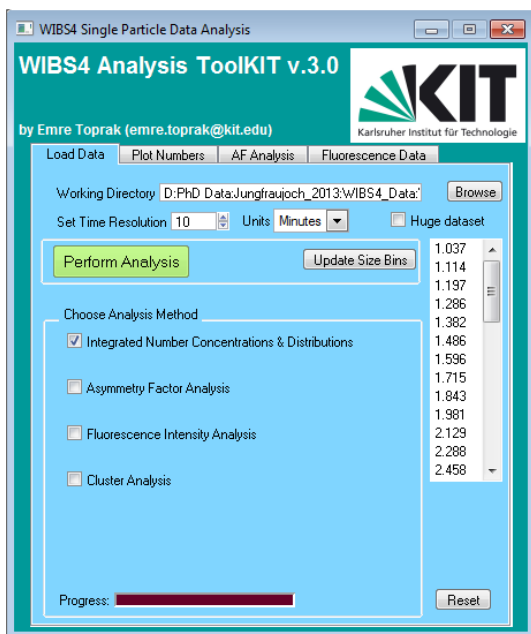 WIBS4 Single Particle Data Analysis
WIBS4 Analysis ToolKIT v.3.0
KIT
Karlsruher Institut für Technologie
by Emre Toprak (emre.toprak@kit.edu)
Load Data Plot Numbers AF Analysis Fluorescence Data
Working Directory D:PhD Data:Jungfraujoch_2013:WIBS4_Data: Browse
Set Time Resolution 10 Units Minutes Huge dataset
Perform Analysis Update Size Bins
1.037
1.114
1.197
1.286
1.382
1.486
1.596
1.715
1.843
1.981
2.129
2.288
2.458
Choose Analysis Method
Integrated Number Concentrations & Distributions
Asymmetry Factor Analysis
Fluorescence Intensity Analysis
Cluster Analysis
Progress: Reset